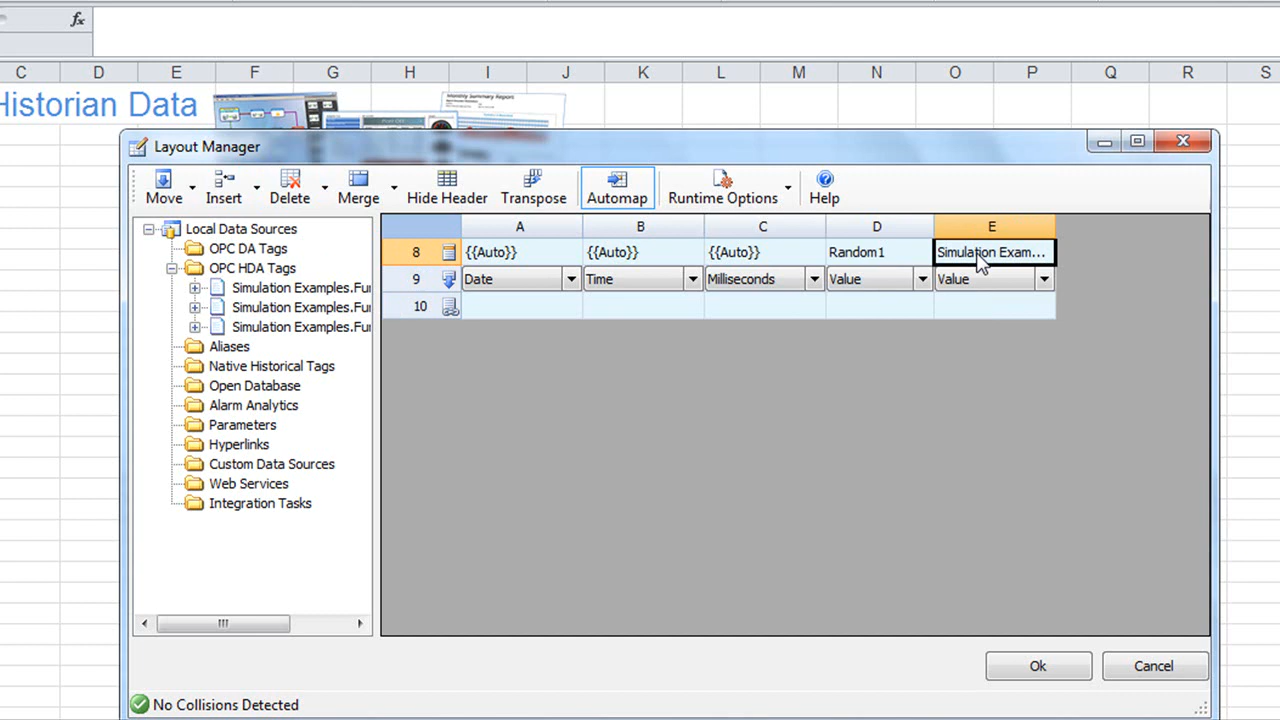 fx
C D E F G H I J K L M N O P Q R S
Historian Data
Monthly Summary Report
Layout Manager
Move Insert Delete Merge Hide Header Transpose Automap Runtime Options Help
Local Data Sources
OPC DA Tags
OPC HDA Tags
Simulation Examples.Fu
Simulation Examples.Fu
Simulation Examples.Fu
Aliases
Native Historical Tags
Open Database
Alarm Analytics
Parameters
Hyperlinks
Custom Data Sources
Web Services
Integration Tasks
A B C D E
8 {{Auto}} {{Auto}} {{Auto}} Random1 Simulation Exam...
9 Date Time Milliseconds Value Value
10
Ok Cancel
No Collisions Detected